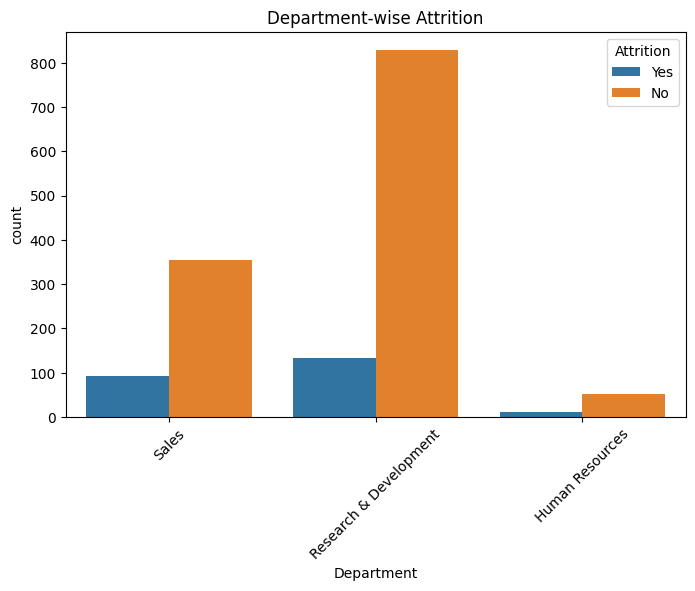 Department-wise Attrition
Attrition
Yes
No
count
800
700
600
500
400
300
200
100
0
Sales
Research & Development
Human Resources
Department